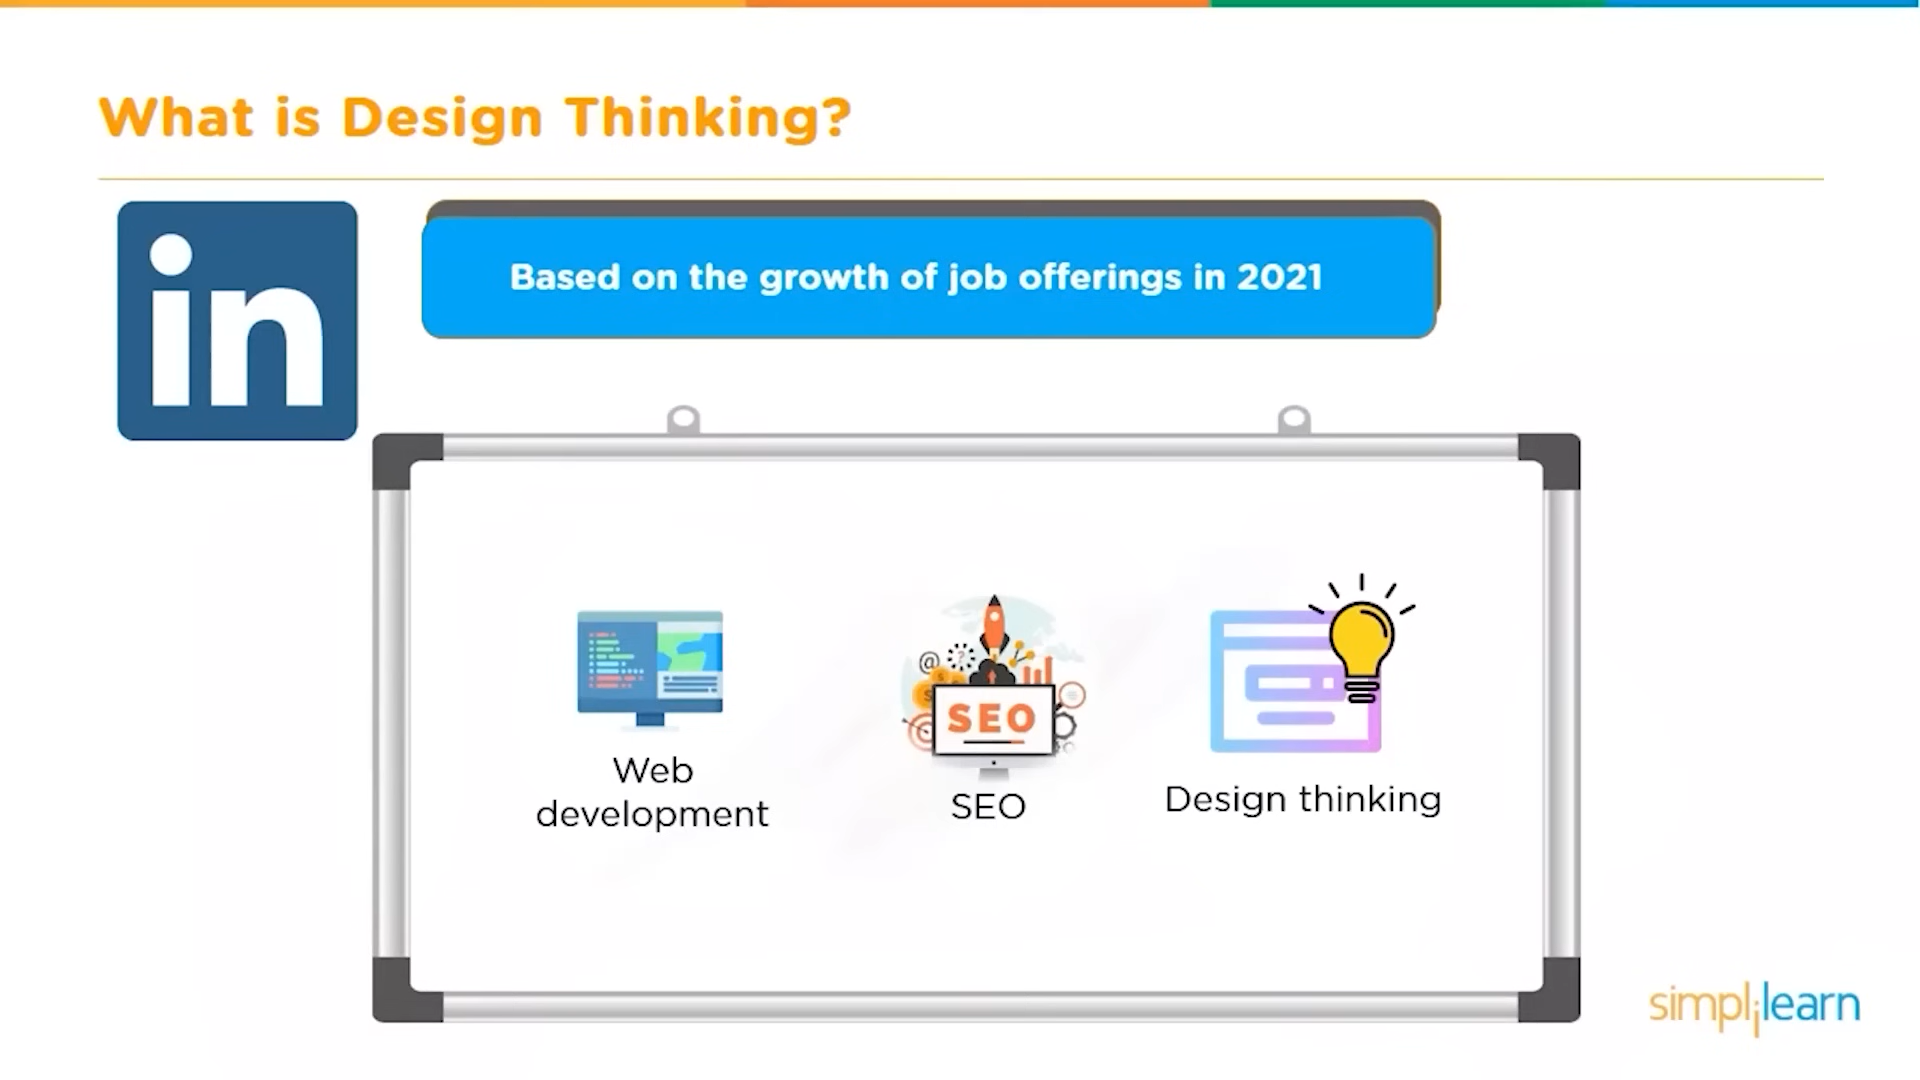 What is Design Thinking?
in
Based on the growth of job offerings in 2021
@
?
$
$
SEO
Web
development
SEO
Design thinking
simplilearn